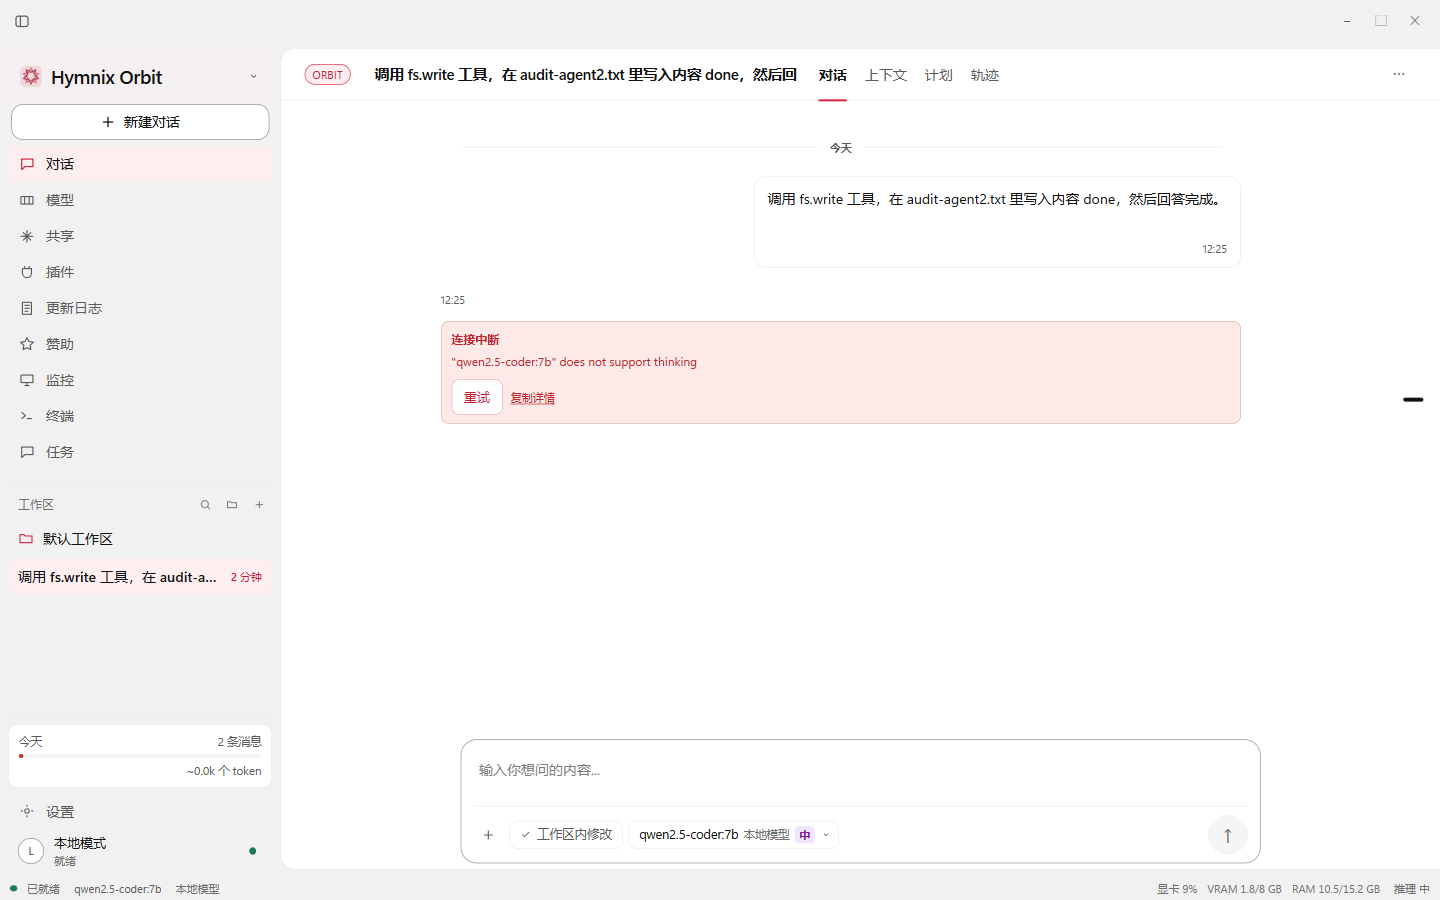 Hymnix Orbit
新建对话
对话
模型
共享
插件
更新日志
赞助
监控
终端
任务
工作区
默认工作区
调用 fs.write 工具，在 audit-a... 2 分钟
今天 2 条消息
~0.0k 个 token
设置
L 本地模式
就绪
ORBIT 调用 fs.write 工具，在 audit-agent2.txt 里写入内容 done，然后回 对话 上下文 计划 轨迹
今天
调用 fs.write 工具，在 audit-agent2.txt 里写入内容 done，然后回答完成。
12:25
12:25
连接中断
"qwen2.5-coder:7b" does not support thinking
重试 复制详情
输入你想问的内容...
工作区内修改 qwen2.5-coder:7b 本地模型 中
已就绪 qwen2.5-coder:7b 本地模型 显卡 9% VRAM 1.8/8 GB RAM 10.5/15.2 GB 推理 中